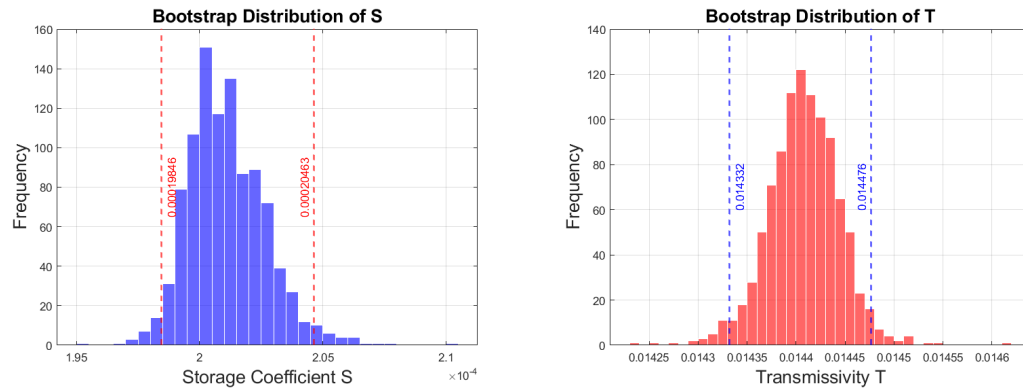 Bootstrap Distribution of S
160
140
120
100
80
60
40
20
0
Frequency
0.00019846
0.00020463
1.95 2 2.05 2.1
×10⁻⁴
Storage Coefficient S
Bootstrap Distribution of T
140
120
100
80
60
40
20
0
Frequency
0.014332
0.014476
0.01425 0.0143 0.01435 0.0144 0.01445 0.0145 0.01455 0.0146
Transmissivity T